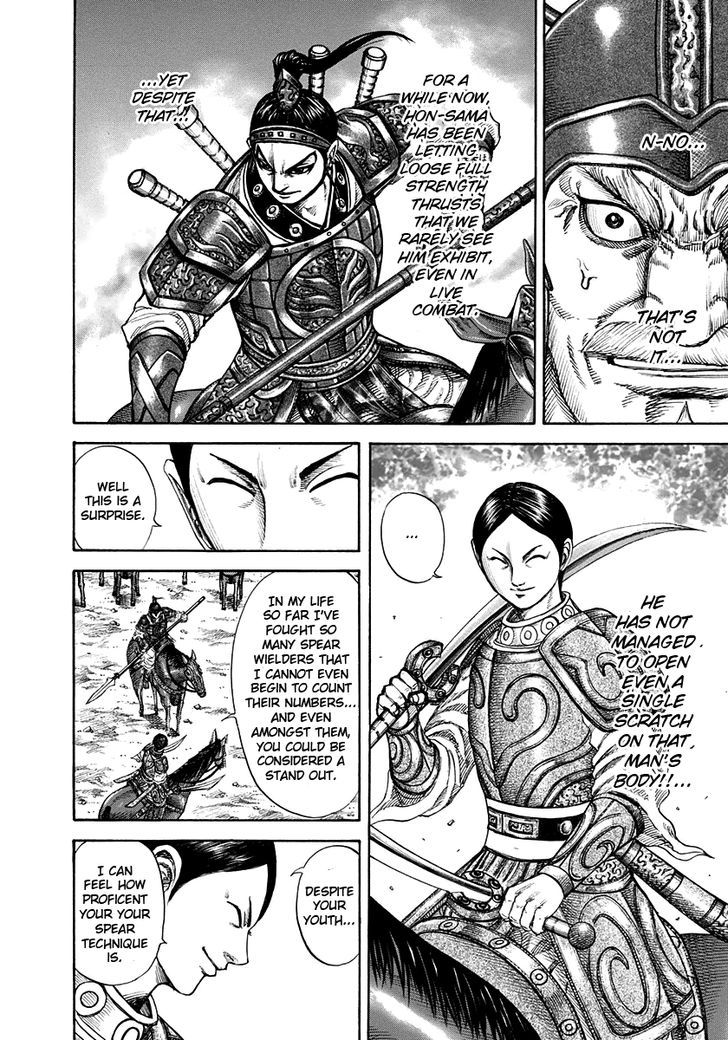 N-NO...
THAT'S
NOT
IT...
FOR A
WHILE NOW,
HON-SAMA
HAS BEEN
LETTING
LOOSE FULL
STRENGTH
THRUSTS
THAT WE
RARELY SEE
HIM EXHIBIT,
EVEN IN
LIVE
COMBAT.
...YET
DESPITE
THAT...!
HE
HAS NOT
MANAGED
TO OPEN
EVEN A
SINGLE
SCRATCH
ON THAT
MAN'S
BODY!!...
...
WELL
THIS IS A
SURPRISE.
IN MY LIFE
SO FAR I'VE
FOUGHT SO
MANY SPEAR
WIELDERS THAT
I CANNOT EVEN
BEGIN TO COUNT
THEIR NUMBERS...
AND EVEN
AMONGST THEM,
YOU COULD BE
CONSIDERED A
STAND OUT.
DESPITE
YOUR
YOUTH...
I CAN
FEEL HOW
PROFICENT
YOUR YOUR
SPEAR
TECHNIQUE
IS.